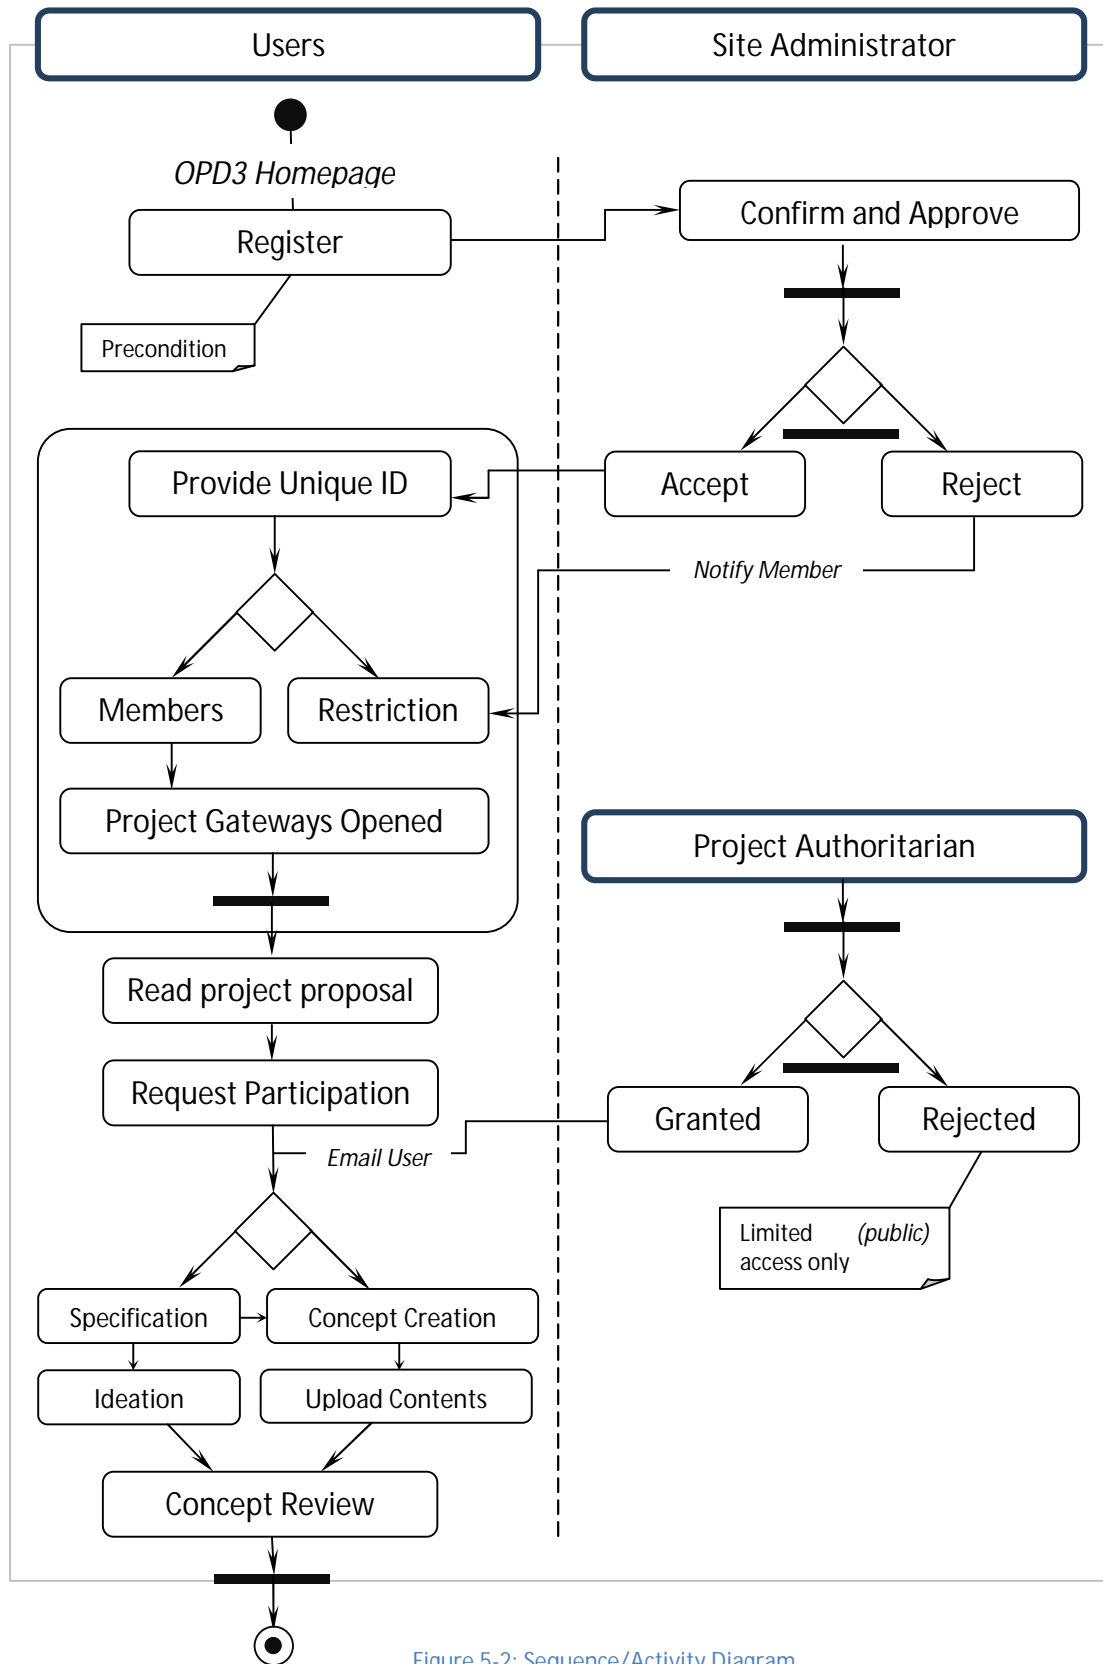 Users
Site Administrator
OPD3 Homepage
Register
Confirm and Approve
Precondition
Provide Unique ID
Accept
Reject
Notify Member
Members
Restriction
Project Gateways Opened
Project Authoritarian
Read project proposal
Request Participation
Granted
Rejected
Email User
Limited (public)
access only
Specification
Concept Creation
Ideation
Upload Contents
Concept Review
Figure 5-2: Sequence/Activity Diagram